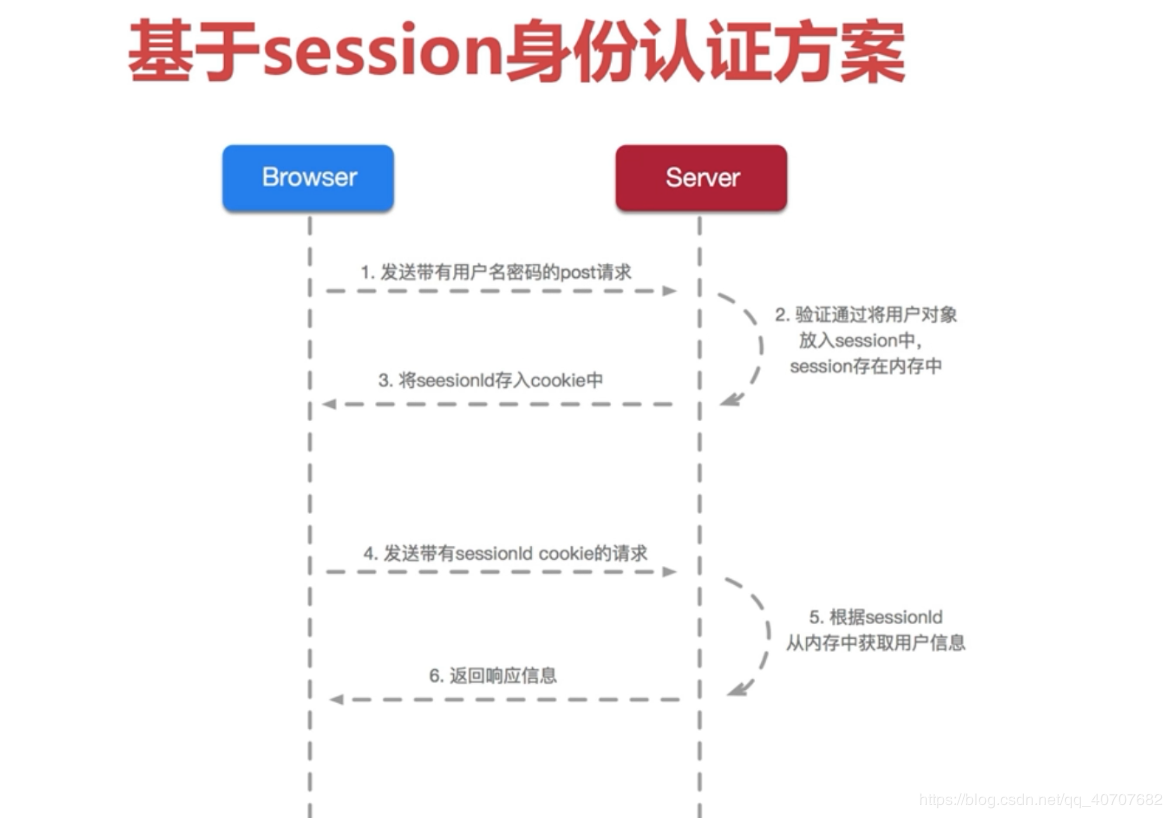 基于session身份认证方案
Browser
Server
1. 发送带有用户名密码的post请求
2. 验证通过将用户对象
放入session中，
session存在内存中
3. 将seesionId存入cookie中
4. 发送带有sessionId cookie的请求
5. 根据sessionId
从内存中获取用户信息
6. 返回响应信息
https://blog.csdn.net/qq_40707682